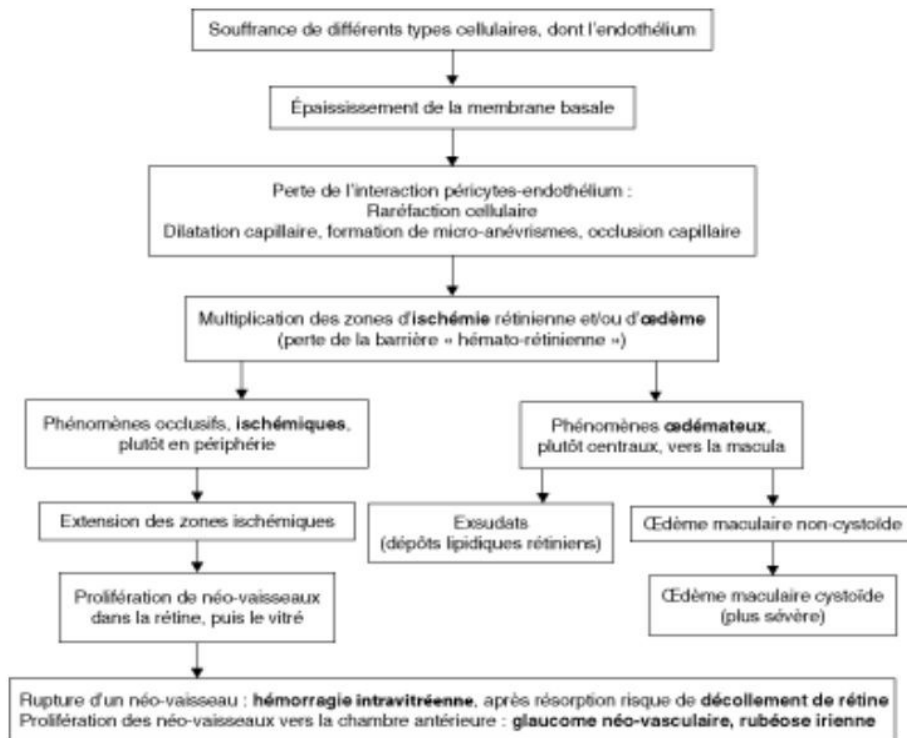 Souffrance de différents types cellulaires, dont l'endothélium
Épaississement de la membrane basale
Perte de l'interaction péricytes-endothélium :
Raréfaction cellulaire
Dilatation capillaire, formation de micro-anévrismes, occlusion capillaire
Multiplication des zones d'ischémie rétinienne et/ou d'œdème
(perte de la barrière « hémato-rétinienne »)
Phénomènes occlusifs, ischémiques,
plutôt en périphérie
Phénomènes œdémateux,
plutôt centraux, vers la macula
Extension des zones ischémiques
Exsudats
(dépôts lipidiques rétiniens)
Œdème maculaire non-cystoïde
Prolifération de néo-vaisseaux
dans la rétine, puis le vitré
Œdème maculaire cystoïde
(plus sévère)
Rupture d'un néo-vaisseau : hémorragie intravitréenne, après résorption risque de décollement de rétine
Prolifération des néo-vaisseaux vers la chambre antérieure : glaucome néo-vasculaire, rubéose irienne